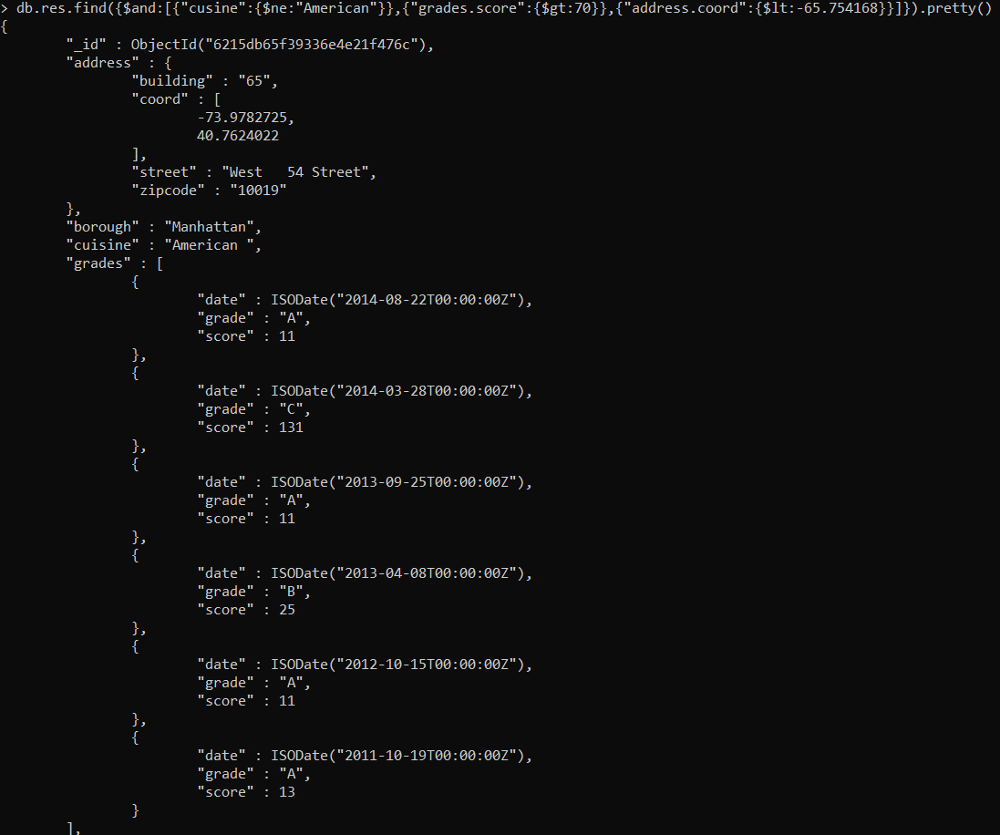 > db.res.find({$and:[{"cusine":{$ne:"American"}},{"grades.score":{$gt:70}},{"address.coord":{$lt:-65.754168}}]}).pretty()
{
        "_id" : ObjectId("6215db65f39336e4e21f476c"),
        "address" : {
                "building" : "65",
                "coord" : [
                        -73.9782725,
                        40.7624022
                ],
                "street" : "West   54 Street",
                "zipcode" : "10019"
        },
        "borough" : "Manhattan",
        "cuisine" : "American ",
        "grades" : [
                {
                        "date" : ISODate("2014-08-22T00:00:00Z"),
                        "grade" : "A",
                        "score" : 11
                },
                {
                        "date" : ISODate("2014-03-28T00:00:00Z"),
                        "grade" : "C",
                        "score" : 131
                },
                {
                        "date" : ISODate("2013-09-25T00:00:00Z"),
                        "grade" : "A",
                        "score" : 11
                },
                {
                        "date" : ISODate("2013-04-08T00:00:00Z"),
                        "grade" : "B",
                        "score" : 25
                },
                {
                        "date" : ISODate("2012-10-15T00:00:00Z"),
                        "grade" : "A",
                        "score" : 11
                },
                {
                        "date" : ISODate("2011-10-19T00:00:00Z"),
                        "grade" : "A",
                        "score" : 13
                }
        ],